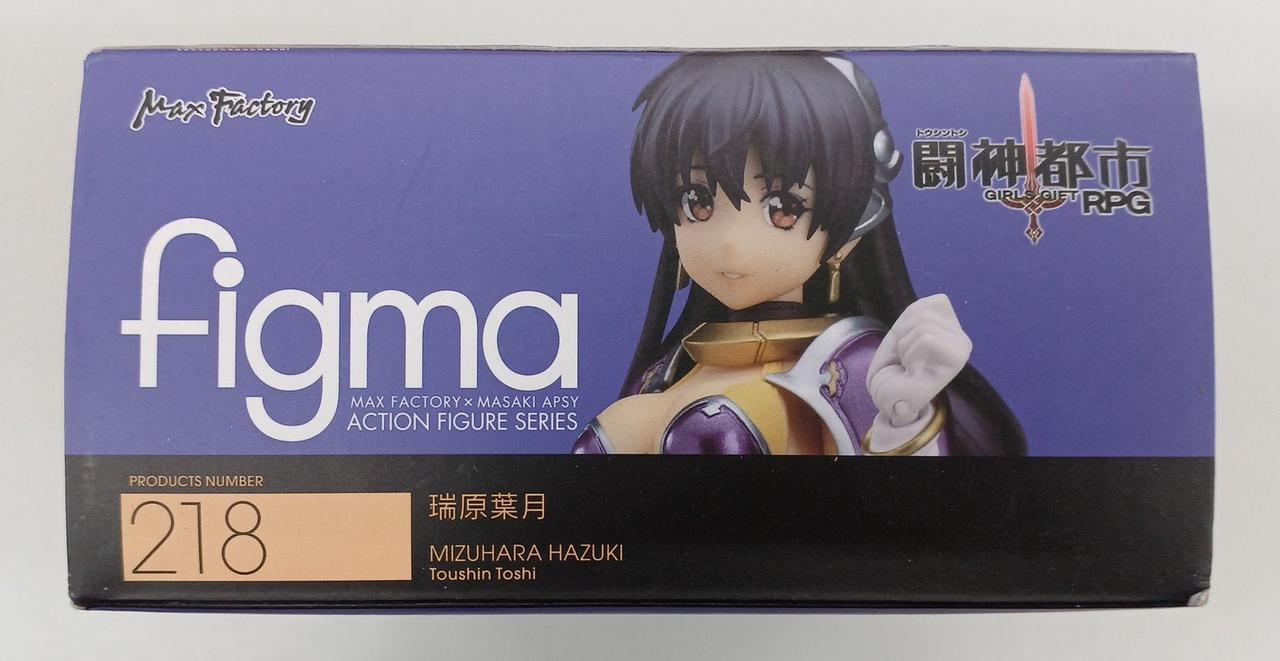 Max Factory
トウシントシ
闘神都市
GIRLS GIFT RPG
figma
MAX FACTORY × MASAKI APSY
ACTION FIGURE SERIES
PRODUCTS NUMBER
218
瑞原葉月
MIZUHARA HAZUKI
Toushin Toshi